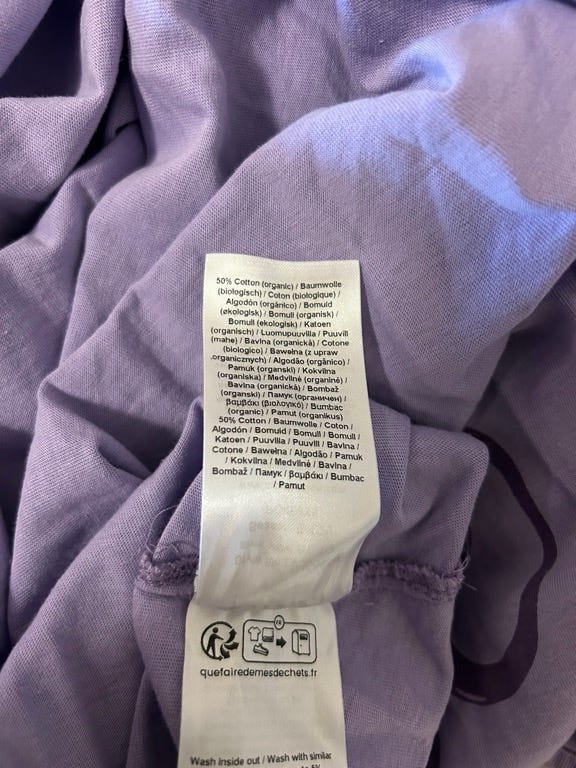 50% Cotton (organic) / Baumwolle
(biologisch) / Coton (biologique) /
Algodón (orgánico) / Bomuld
(økologisk) / Bomull (organisk) /
Bomull (ekologisk) / Katoen
(organisch) / Luomupuuvilla / Puuvill
(mahe) / Bavlna (organická) / Cotone
(biologico) / Bawełna (z upraw
organicznych) / Algodão (orgânico) /
Pamuk (organski) / Kokvilna
(organiska) / Medvilnė (organinė) /
Bavlna (organická) / Bombaž
(organski) / Памук (органичен) /
βαμβάκι (βιολογικό) / Bumbac
(organic) / Pamut (organikus)
50% Cotton / Baumwolle / Coton /
Algodón / Bomuld / Bomull / Bomull /
Katoen / Puuvilla / Puuvill / Bavlna /
Cotone / Bawełna / Algodão / Pamuk
/ Kokvilna / Medvilnė / Bavlna /
Bombaž / Памук / βαμβάκι / Bumbac
/ Pamut
FR
quefairedemesdechets.fr
Wash inside out / Wash with similar